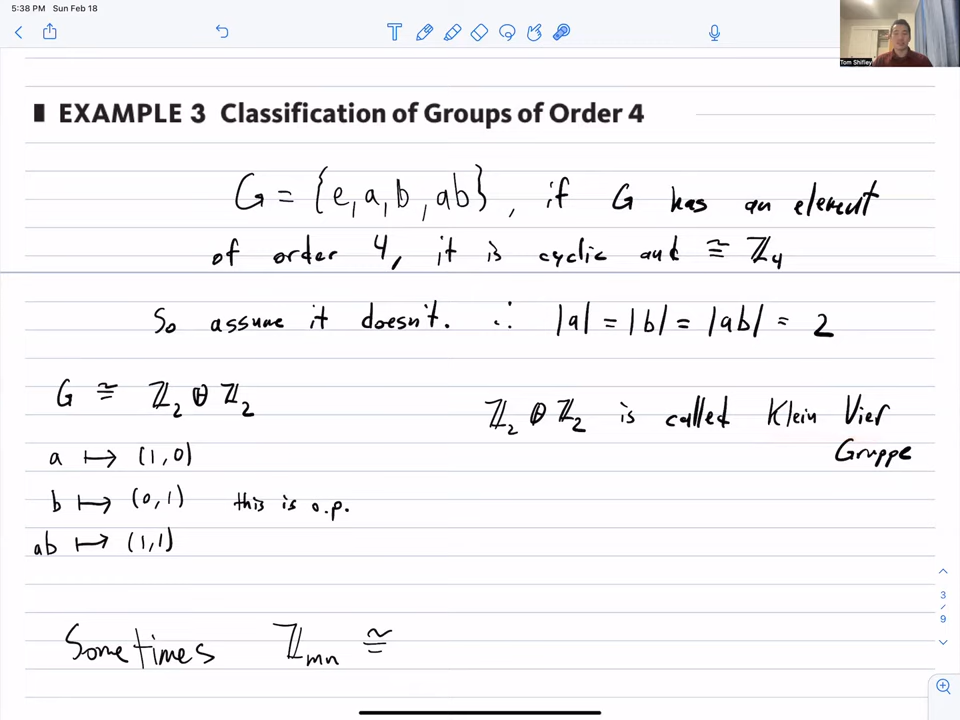 5:38 PM Sun Feb 18
Tom Shifley
EXAMPLE 3 Classification of Groups of Order 4
G = {e, a, b, ab}, if G has an element
of order 4, it is cyclic and ≅ ℤ₄
So assume it doesn't. ∴ |a| = |b| = |ab| = 2
G ≅ ℤ₂ ⊕ ℤ₂
a ↦ (1,0)
b ↦ (0,1) this is o.p.
ab ↦ (1,1)
ℤ₂ ⊕ ℤ₂ is called Klein Vier
Gruppe
Sometimes ℤₘₙ ≅
3
/
9